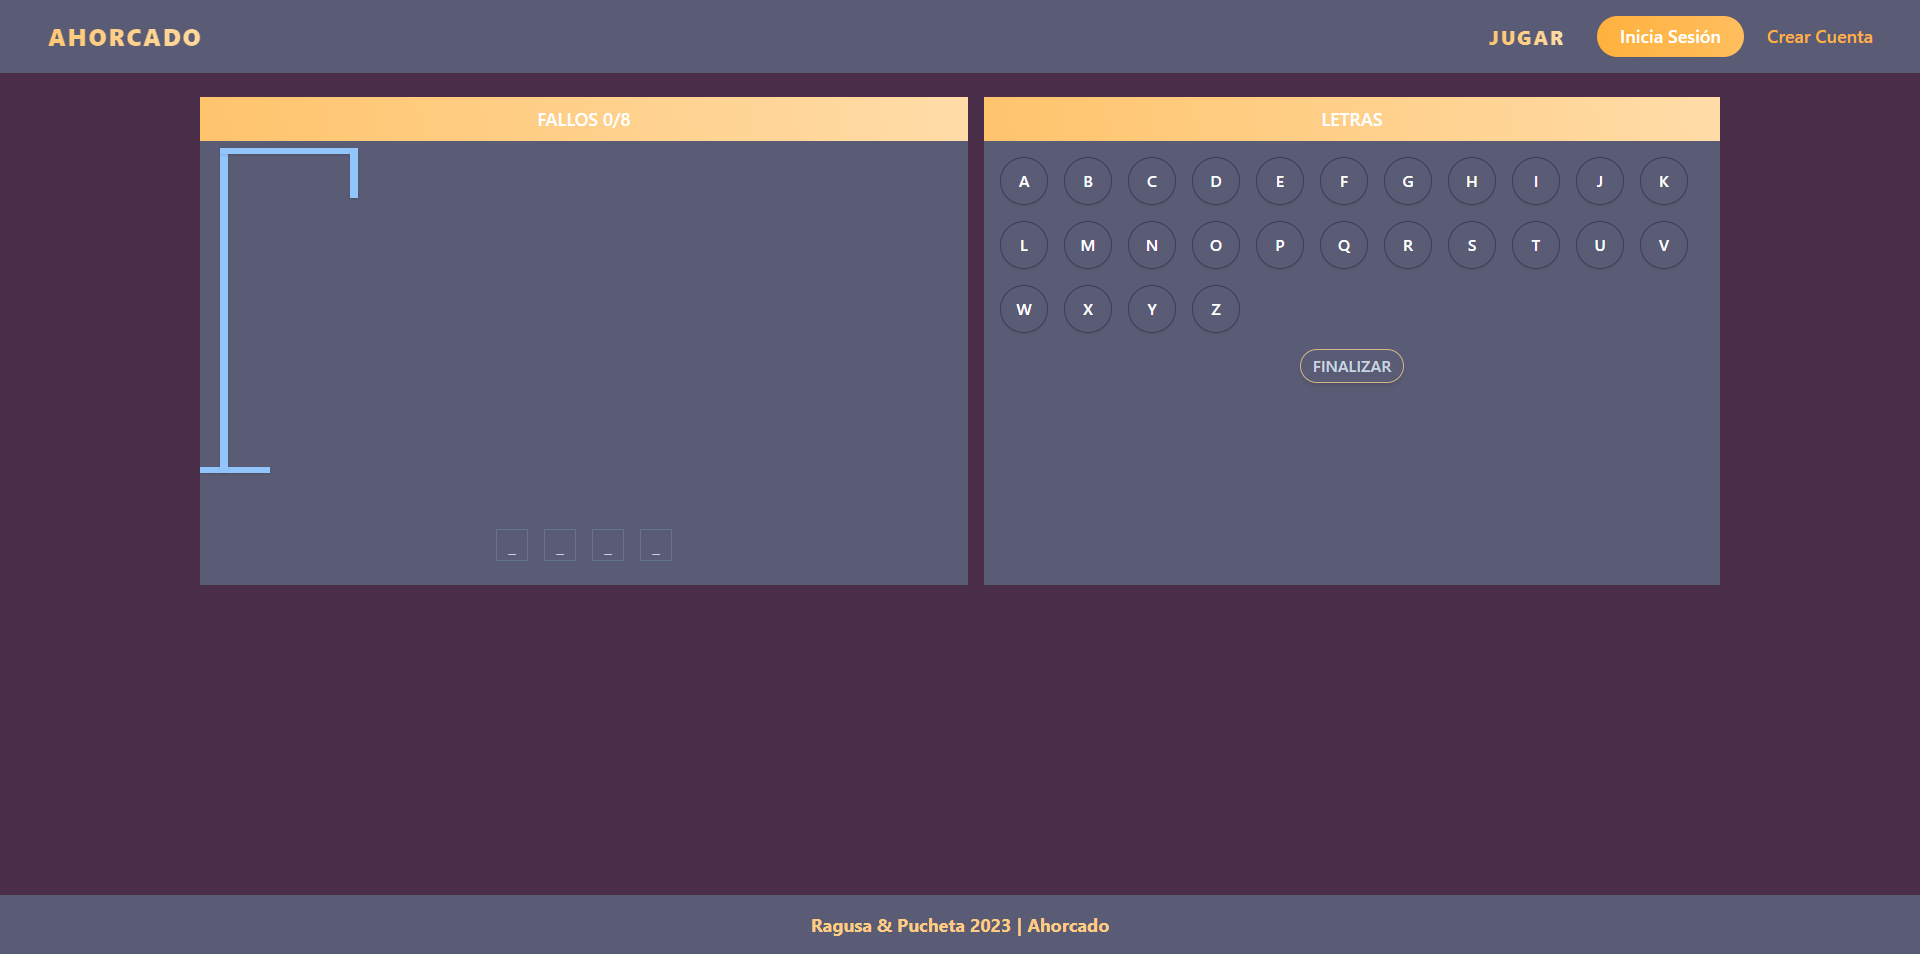 AHORCADO
JUGAR
Inicia Sesión
Crear Cuenta
FALLOS 0/8
_ _ _ _
LETRAS
A B C D E F G H I J K
L M N O P Q R S T U V
W X Y Z
FINALIZAR
Ragusa & Pucheta 2023 | Ahorcado